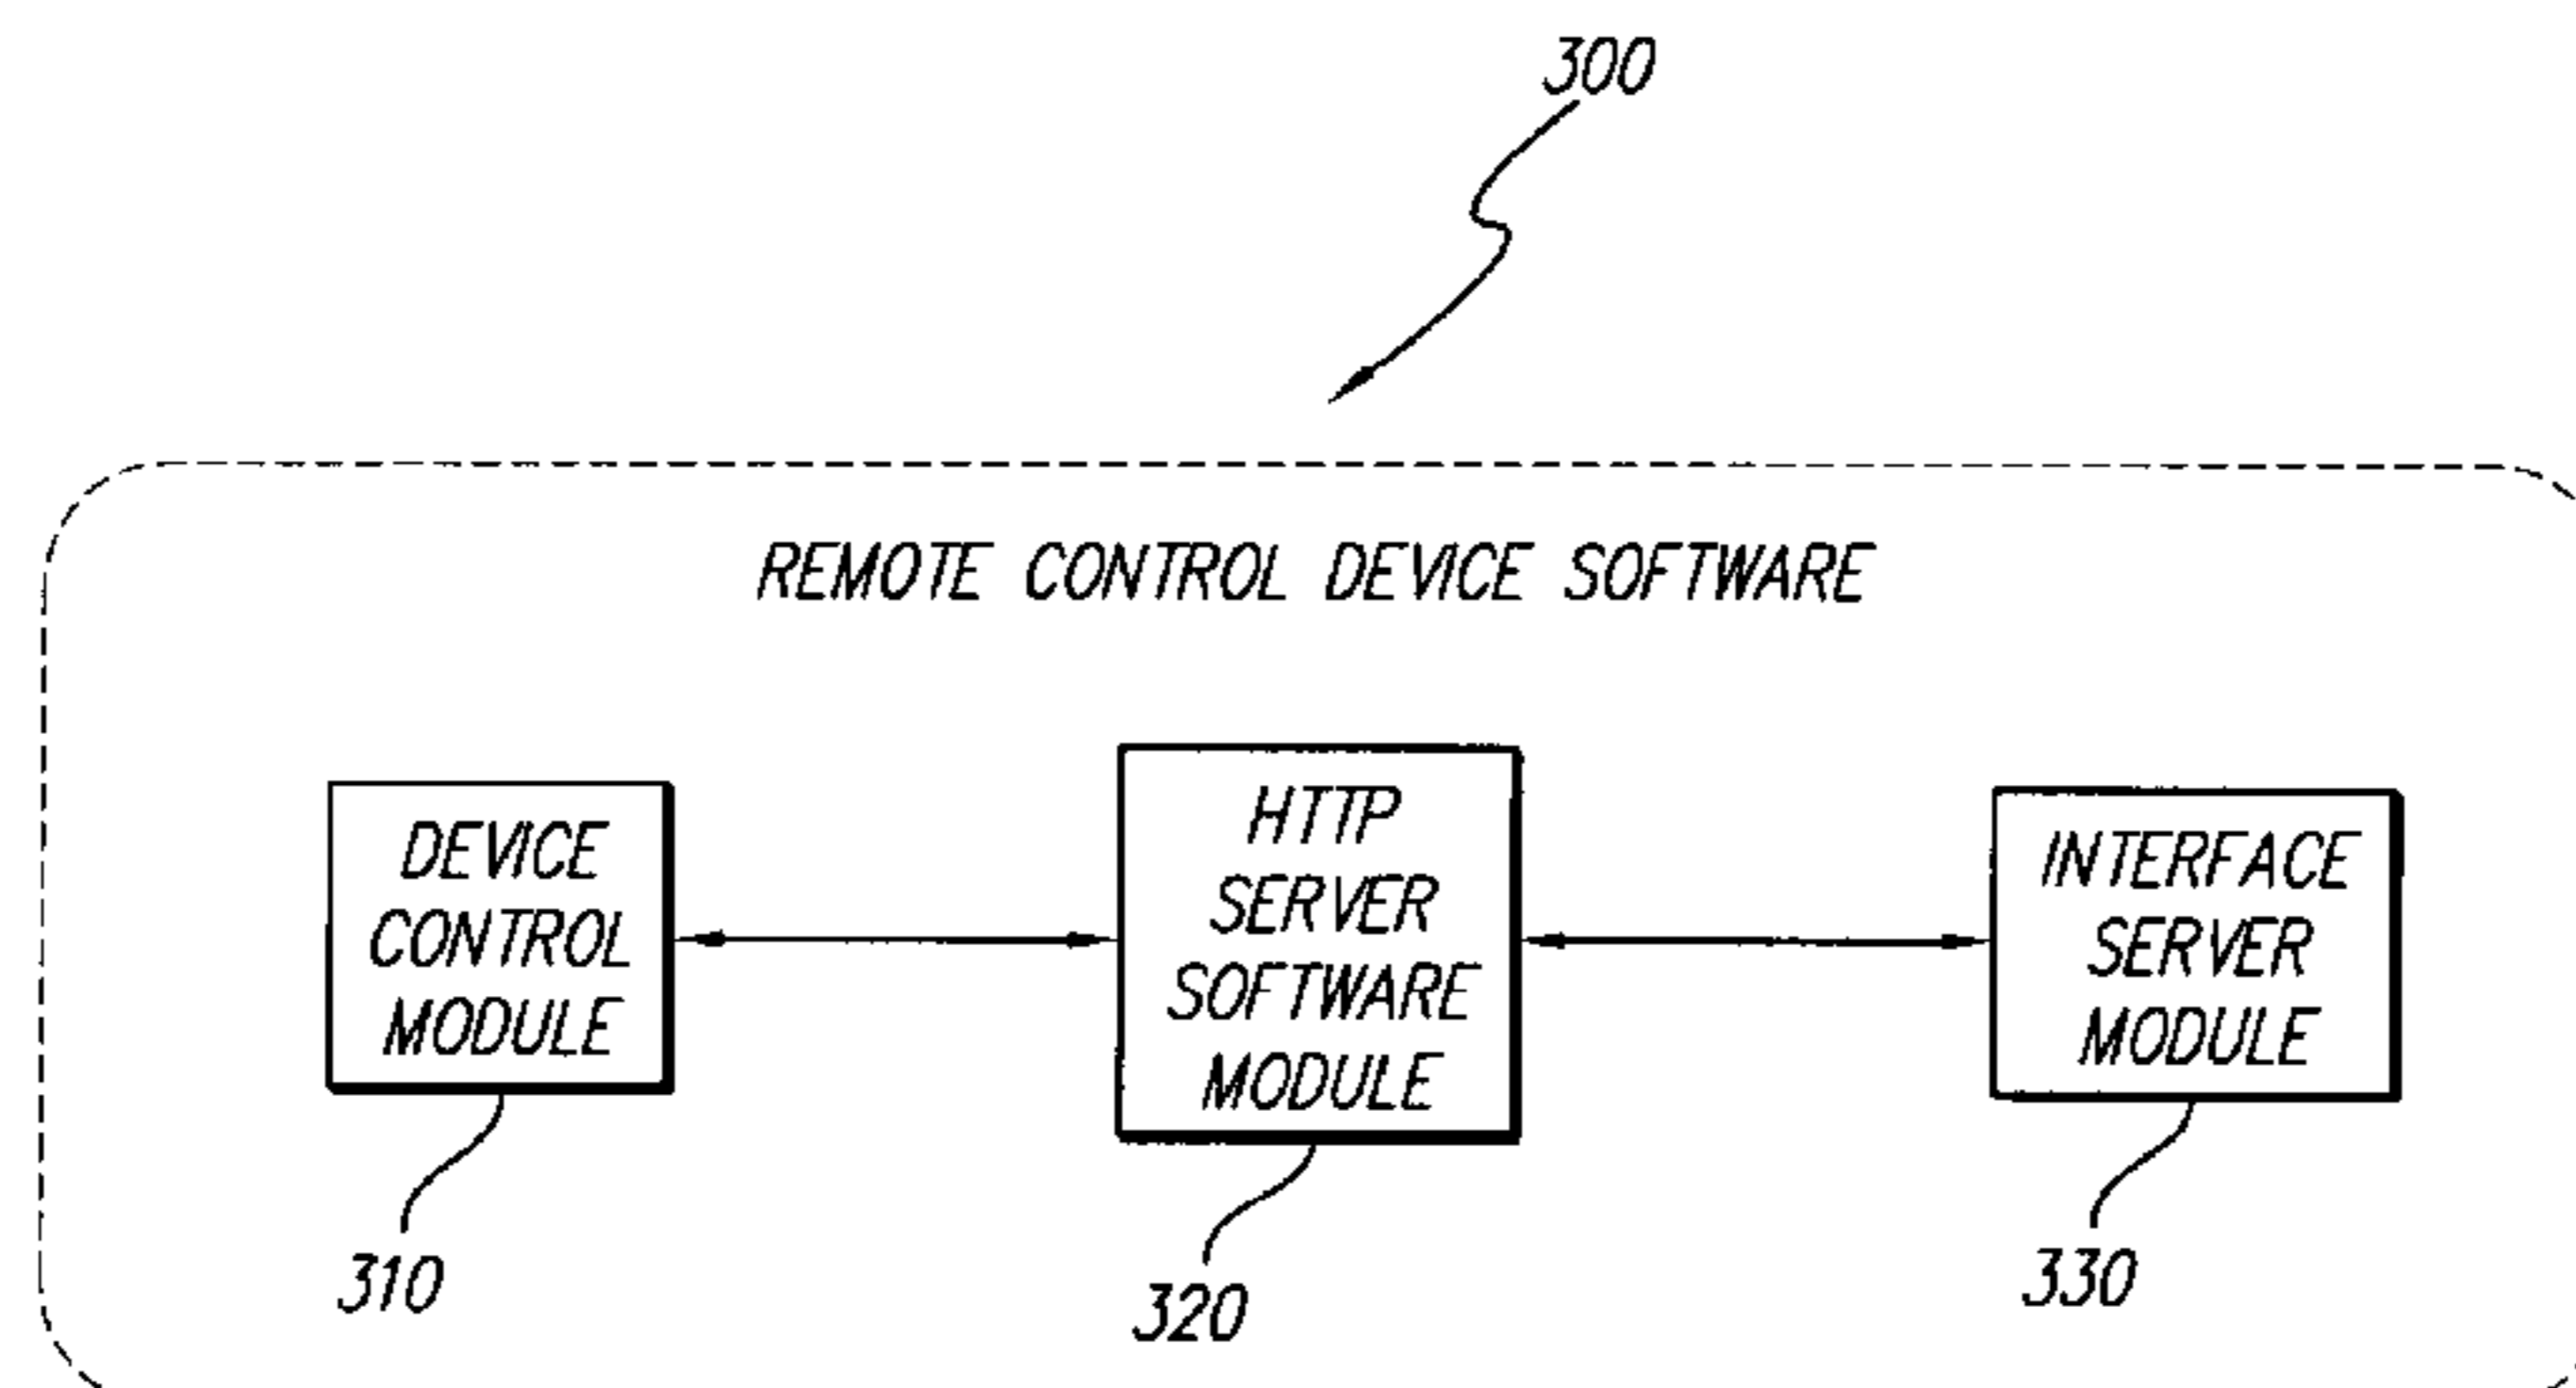 300
REMOTE CONTROL DEVICE SOFTWARE
DEVICE
CONTROL
MODULE
HTTP
SERVER
SOFTWARE
MODULE
INTERFACE
SERVER
MODULE
310
320
330